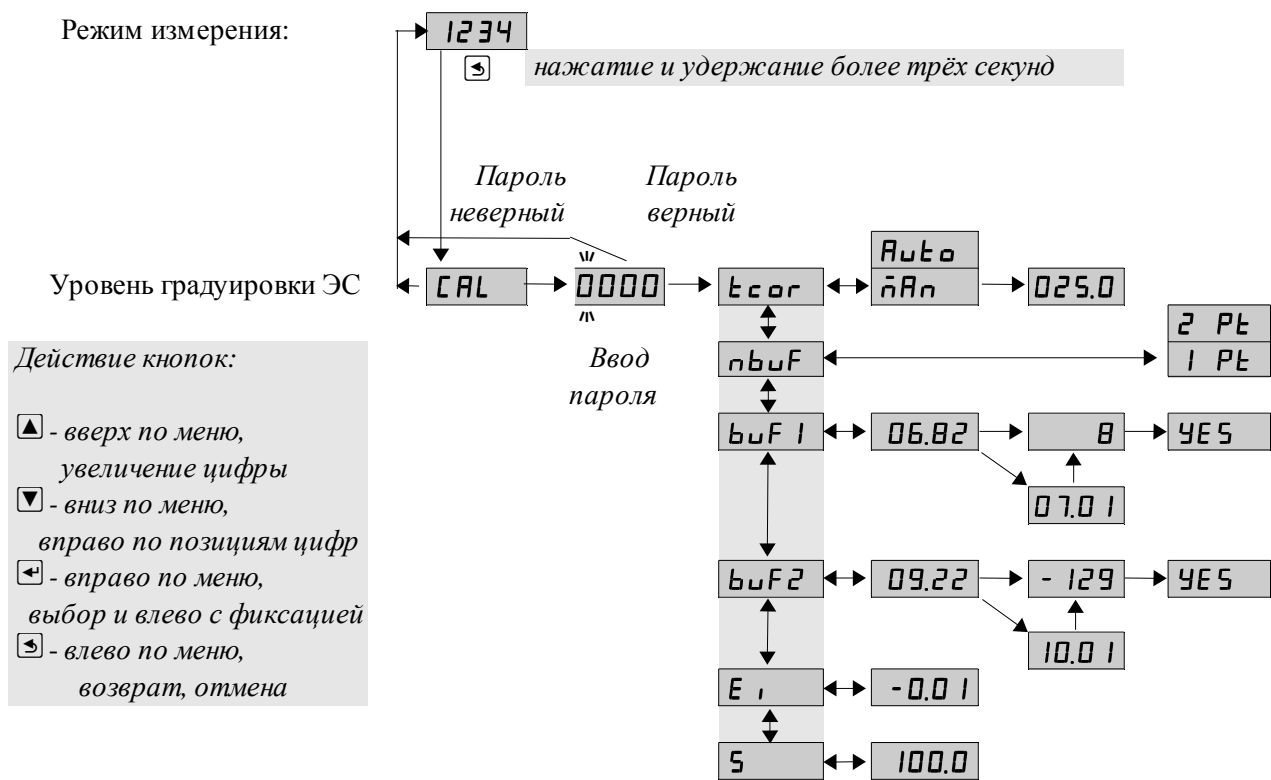 Режим измерения:
1234
нажатие и удержание более трёх секунд
Пароль неверный
Пароль верный
Уровень градуировки ЭС
CAL
0000
tcor
Auto
n̄An
025.0
Ввод пароля
nbuF
2 Pt
1 Pt
buF1
06.82
8
YES
07.01
buF2
09.22
- 129
YES
10.01
E i
-0.01
S
100.0
Действие кнопок:
▲ - вверх по меню,
увеличение цифры
▼ - вниз по меню,
вправо по позициям цифр
- вправо по меню,
выбор и влево с фиксацией
- влево по меню,
возврат, отмена